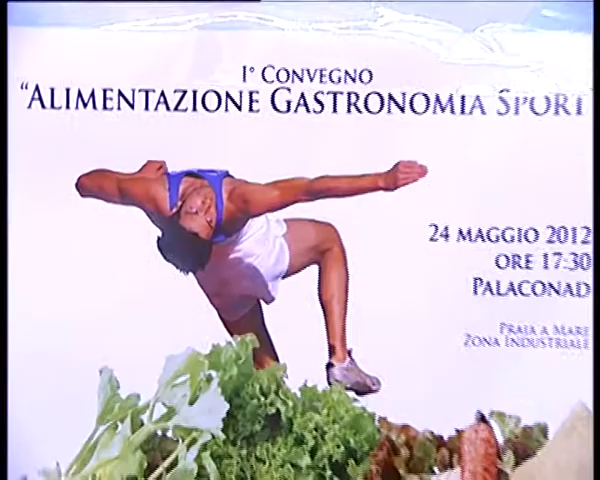 I° Convegno
“Alimentazione Gastronomia Sport
24 maggio 2012
ore 17:30
Palaconad
Praia a Mare
Zona Industriale